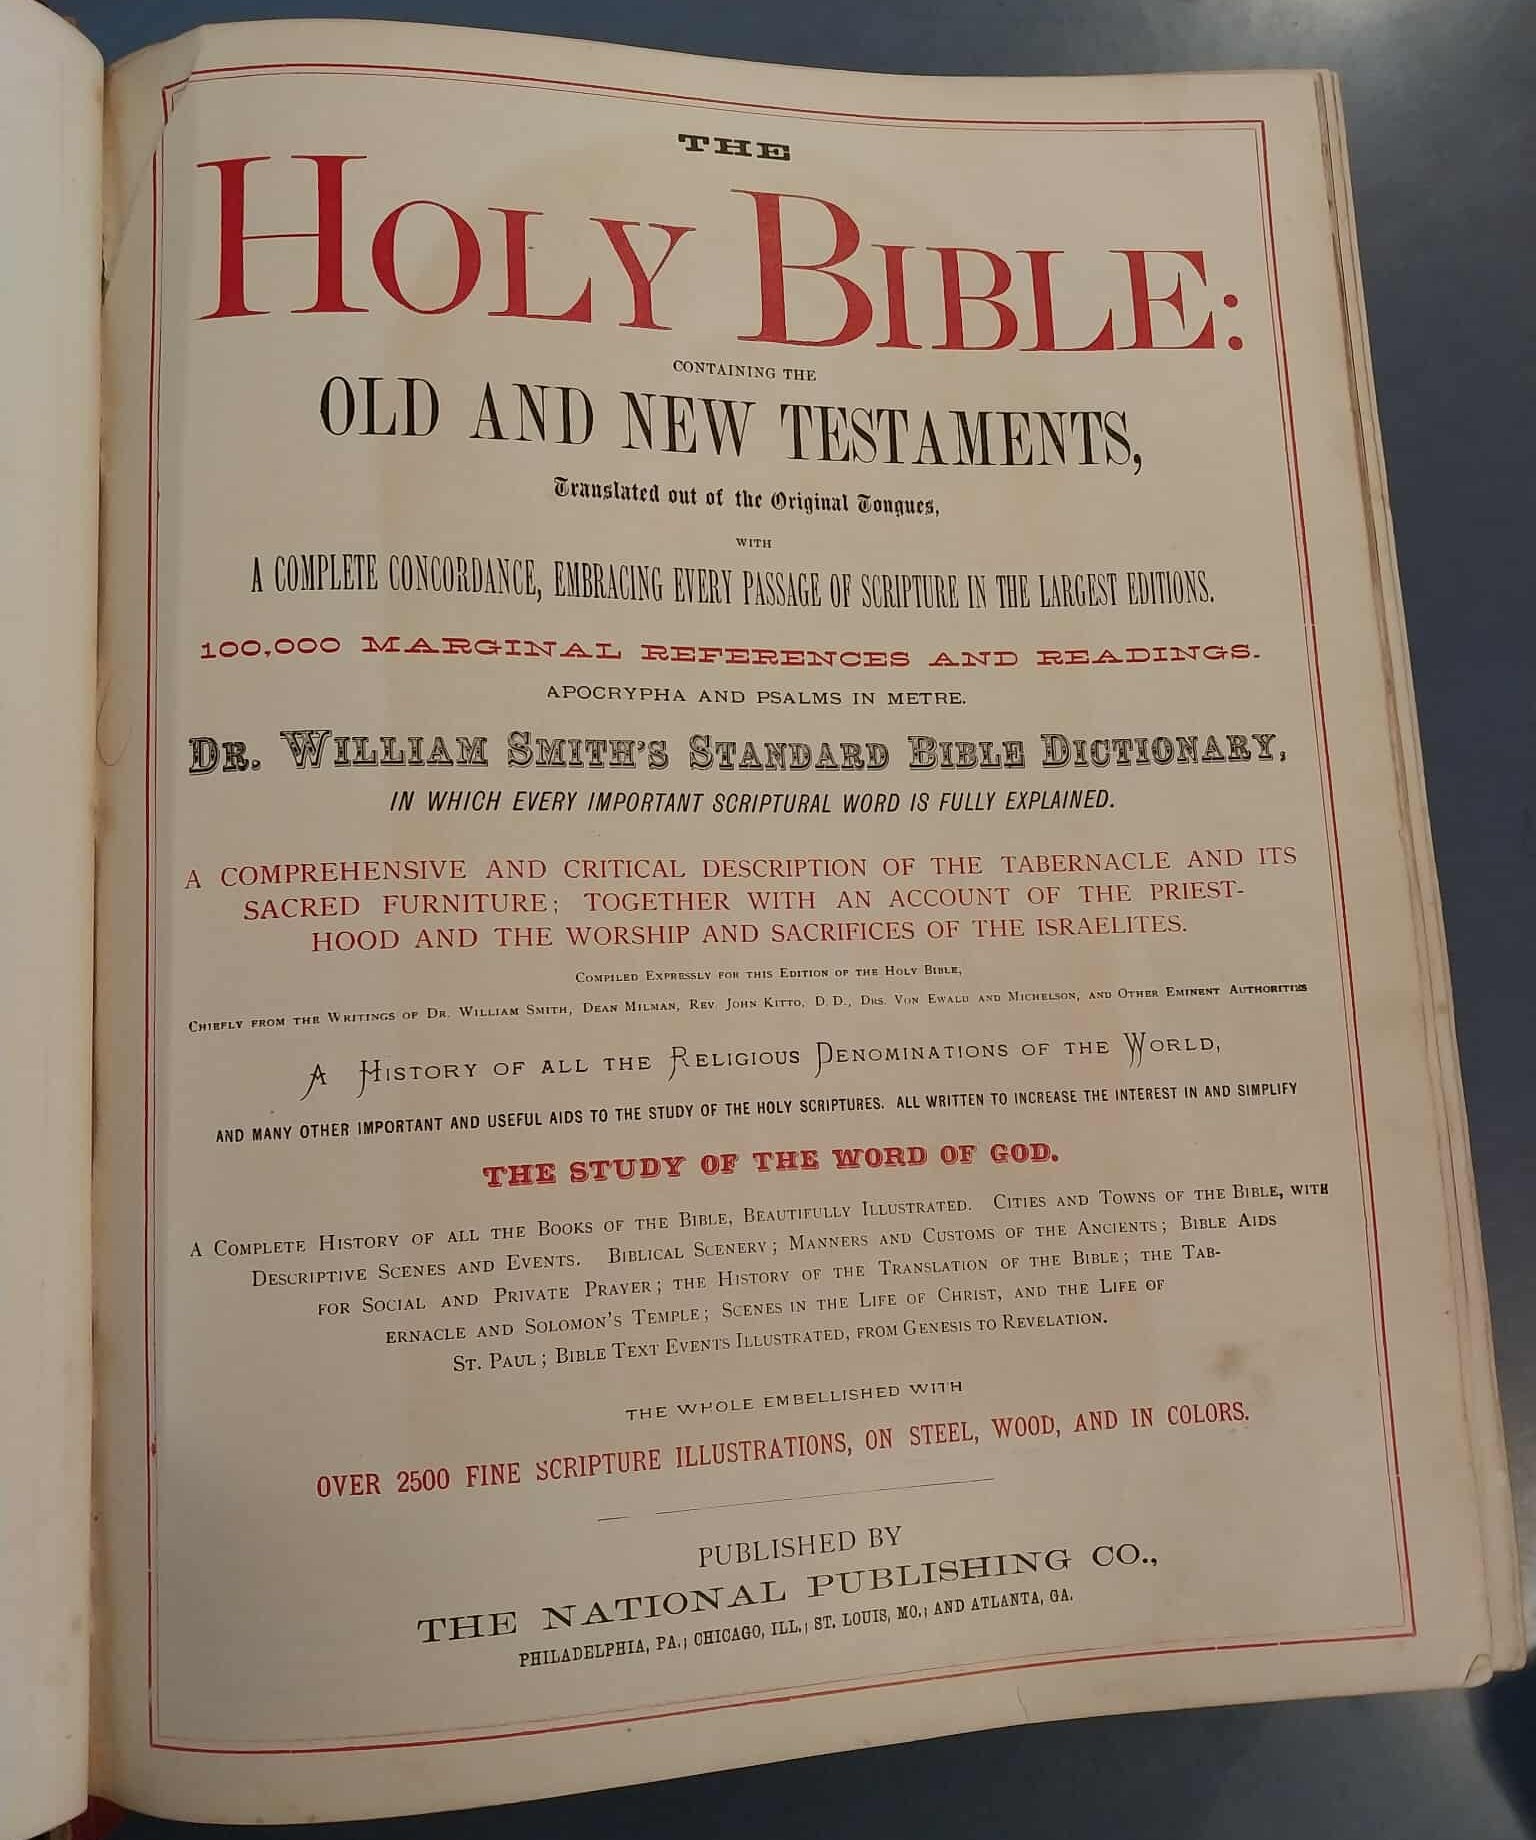 THE
HOLY BIBLE:
CONTAINING THE
OLD AND NEW TESTAMENTS,
Translated out of the Original Tongues,
WITH
A COMPLETE CONCORDANCE, EMBRACING EVERY PASSAGE OF SCRIPTURE IN THE LARGEST EDITIONS.
100,000 MARGINAL REFERENCES AND READINGS.
APOCRYPHA AND PSALMS IN METRE.
DR. WILLIAM SMITH'S STANDARD BIBLE DICTIONARY,
IN WHICH EVERY IMPORTANT SCRIPTURAL WORD IS FULLY EXPLAINED.
A COMPREHENSIVE AND CRITICAL DESCRIPTION OF THE TABERNACLE AND ITS
SACRED FURNITURE; TOGETHER WITH AN ACCOUNT OF THE PRIEST-
HOOD AND THE WORSHIP AND SACRIFICES OF THE ISRAELITES.
COMPILED EXPRESSLY FOR THIS EDITION OF THE HOLY BIBLE,
CHIEFLY FROM THE WRITINGS OF DR. WILLIAM SMITH, DEAN MILMAN, REV. JOHN KITTO, D. D., DRS. VON EWALD AND MICHELSON, AND OTHER EMINENT AUTHORITIES
A HISTORY OF ALL THE RELIGIOUS DENOMINATIONS OF THE WORLD,
AND MANY OTHER IMPORTANT AND USEFUL AIDS TO THE STUDY OF THE HOLY SCRIPTURES. ALL WRITTEN TO INCREASE THE INTEREST IN AND SIMPLIFY
THE STUDY OF THE WORD OF GOD.
A COMPLETE HISTORY OF ALL THE BOOKS OF THE BIBLE, BEAUTIFULLY ILLUSTRATED. CITIES AND TOWNS OF THE BIBLE, WITH
DESCRIPTIVE SCENES AND EVENTS. BIBLICAL SCENERY; MANNERS AND CUSTOMS OF THE ANCIENTS; BIBLE AIDS
FOR SOCIAL AND PRIVATE PRAYER; THE HISTORY OF THE TRANSLATION OF THE BIBLE; THE TAB-
ERNACLE AND SOLOMON'S TEMPLE; SCENES IN THE LIFE OF CHRIST, AND THE LIFE OF
ST. PAUL; BIBLE TEXT EVENTS ILLUSTRATED, FROM GENESIS TO REVELATION.
THE WHOLE EMBELLISHED WITH
OVER 2500 FINE SCRIPTURE ILLUSTRATIONS, ON STEEL, WOOD, AND IN COLORS.
PUBLISHED BY
THE NATIONAL PUBLISHING CO.,
PHILADELPHIA, PA.; CHICAGO, ILL.; ST. LOUIS, MO.; AND ATLANTA, GA.